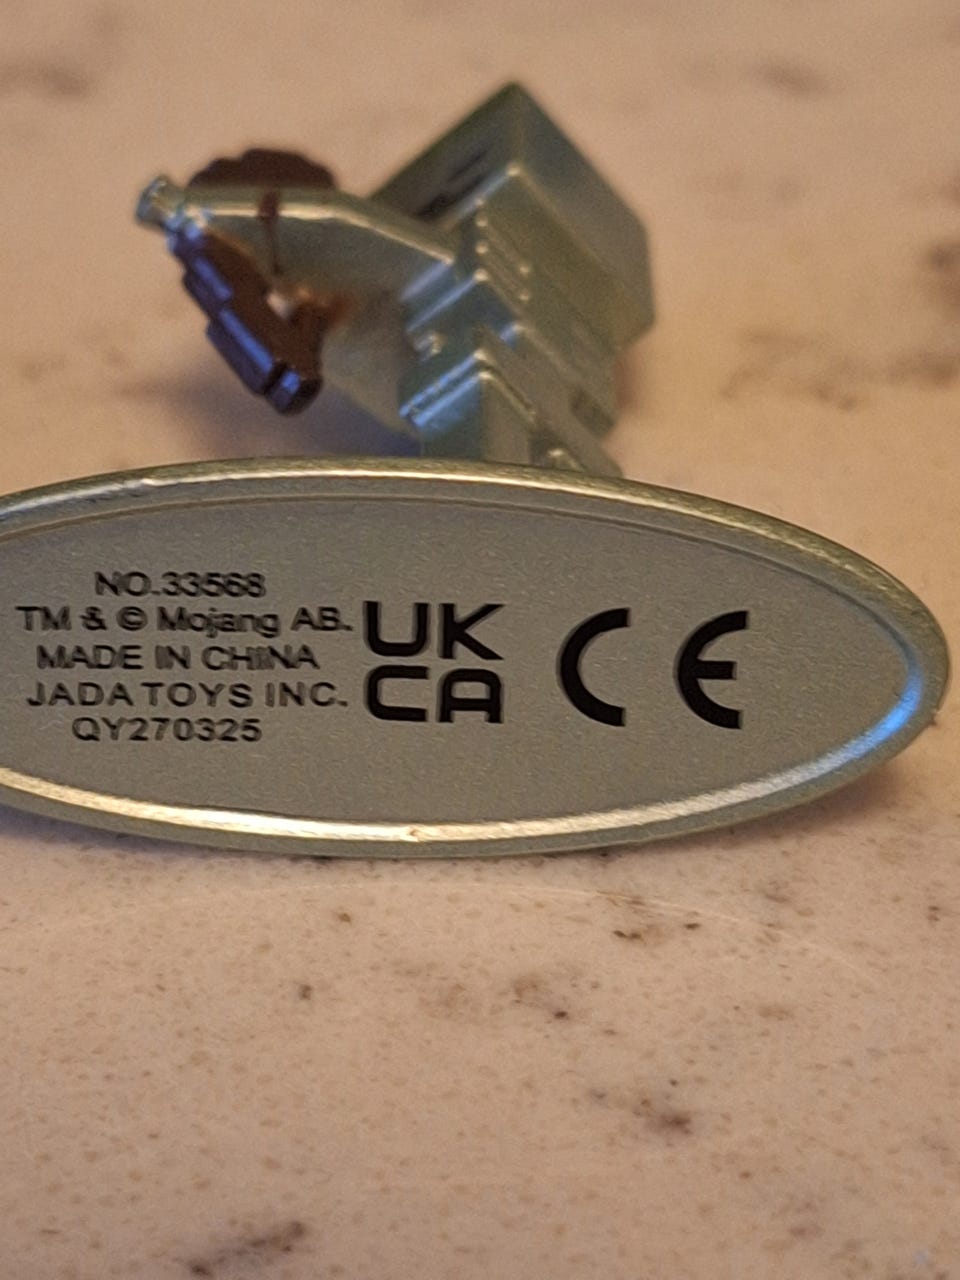 NO.33568
TM & © Mojang AB.
MADE IN CHINA
JADA TOYS INC.
QY270325
UK
CA
CE